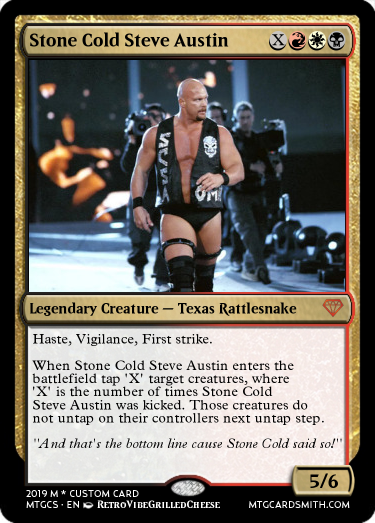 Stone Cold Steve Austin X
Legendary Creature — Texas Rattlesnake
Haste, Vigilance, First strike.
When Stone Cold Steve Austin enters the
battlefield tap 'X' target creatures, where
'X' is the number of times Stone Cold
Steve Austin was kicked. Those creatures do
not untap on their controllers next untap step.
"And that's the bottom line cause Stone Cold said so!"
5/6
2019 M * CUSTOM CARD
MTGCS • EN RetroVibeGrilledCheese MTGCARDSMITH.COM